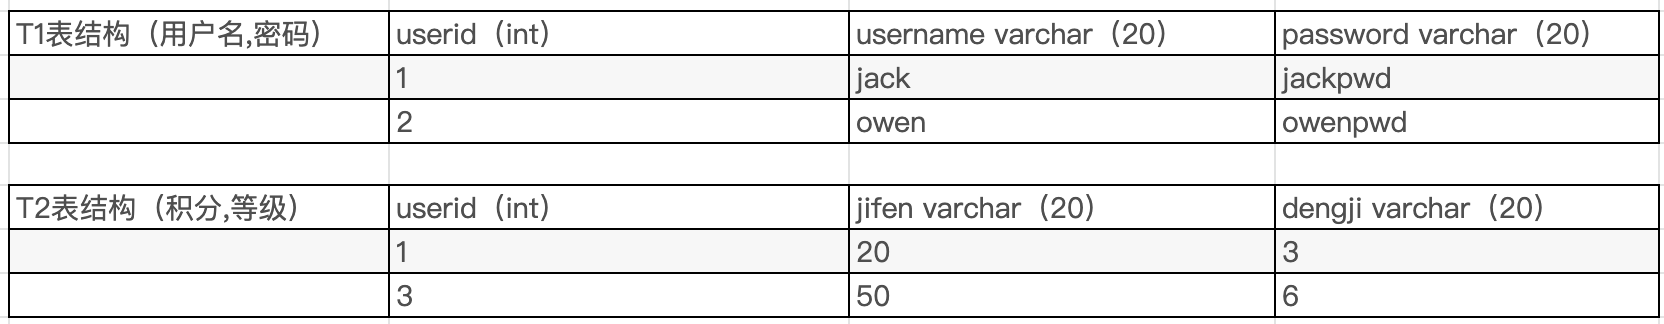 T1表结构（用户名,密码） userid（int） username varchar（20） password varchar（20）
1 jack jackpwd
2 owen owenpwd
T2表结构（积分,等级） userid（int） jifen varchar（20） dengji varchar（20）
1 20 3
3 50 6